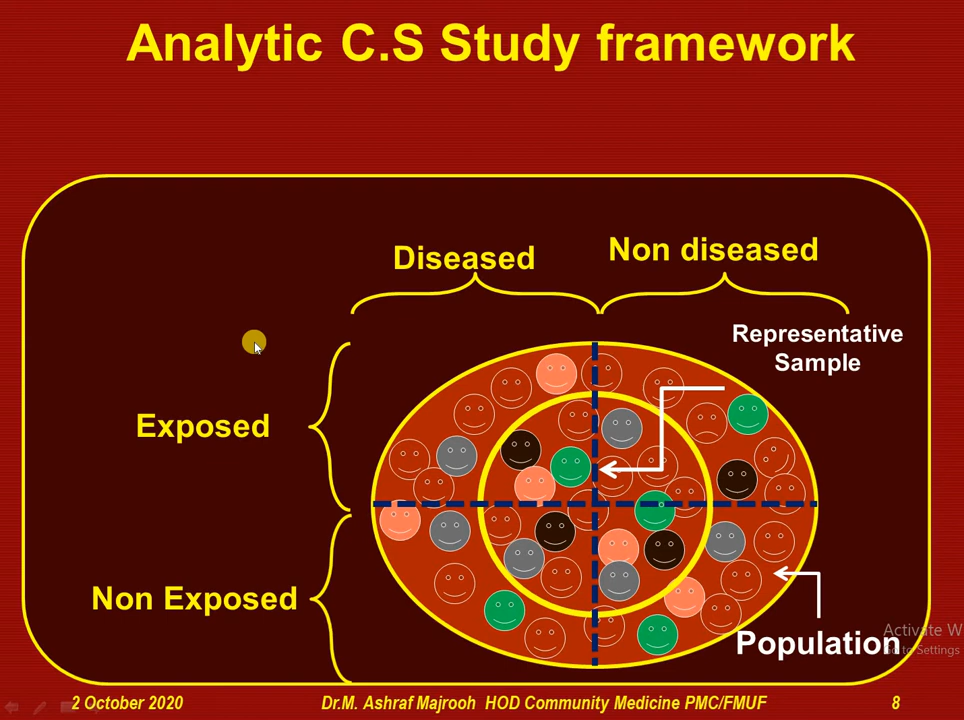 Analytic C.S Study framework
Diseased
Non diseased
Representative
Sample
Exposed
Non Exposed
Population
Activate W
to Settings
2 October 2020
Dr.M. Ashraf Majrooh HOD Community Medicine PMC/FMUF
8